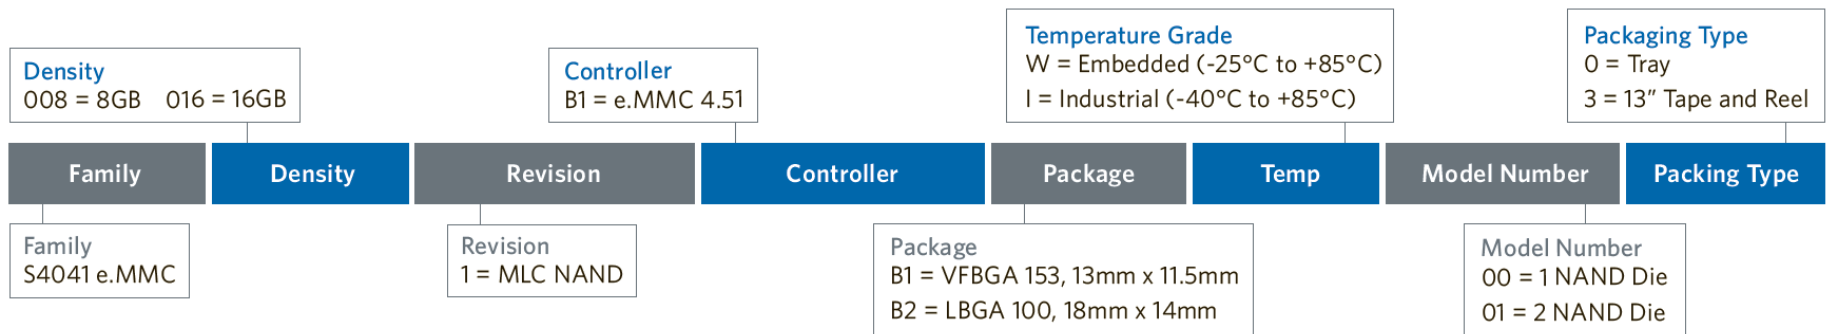 Density
008 = 8GB 016 = 16GB
Controller
B1 = e.MMC 4.51
Temperature Grade
W = Embedded (-25°C to +85°C)
I = Industrial (-40°C to +85°C)
Packaging Type
0 = Tray
3 = 13” Tape and Reel
Family Density Revision Controller Package Temp Model Number Packing Type
Family
S4041 e.MMC
Revision
1 = MLC NAND
Package
B1 = VFBGA 153, 13mm x 11.5mm
B2 = LBGA 100, 18mm x 14mm
Model Number
00 = 1 NAND Die
01 = 2 NAND Die